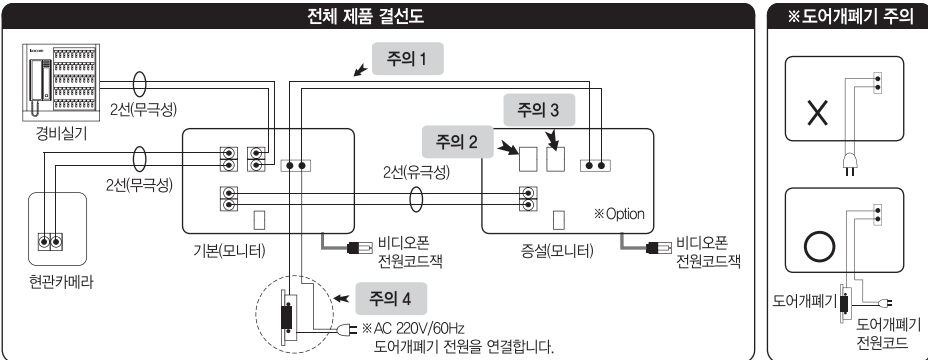 전체 제품 결선도
※도어개폐기 주의
kocom
주의 1
2선(무극성)
경비실기
주의 3
주의 2
2선(무극성)
2선(유극성)
※Option
현관카메라
기본(모니터)
비디오폰
전원코드잭
증설(모니터)
비디오폰
전원코드잭
주의 4
※AC 220V/60Hz
도어개폐기 전원을 연결합니다.
X
O
도어개폐기
도어개폐기
전원코드